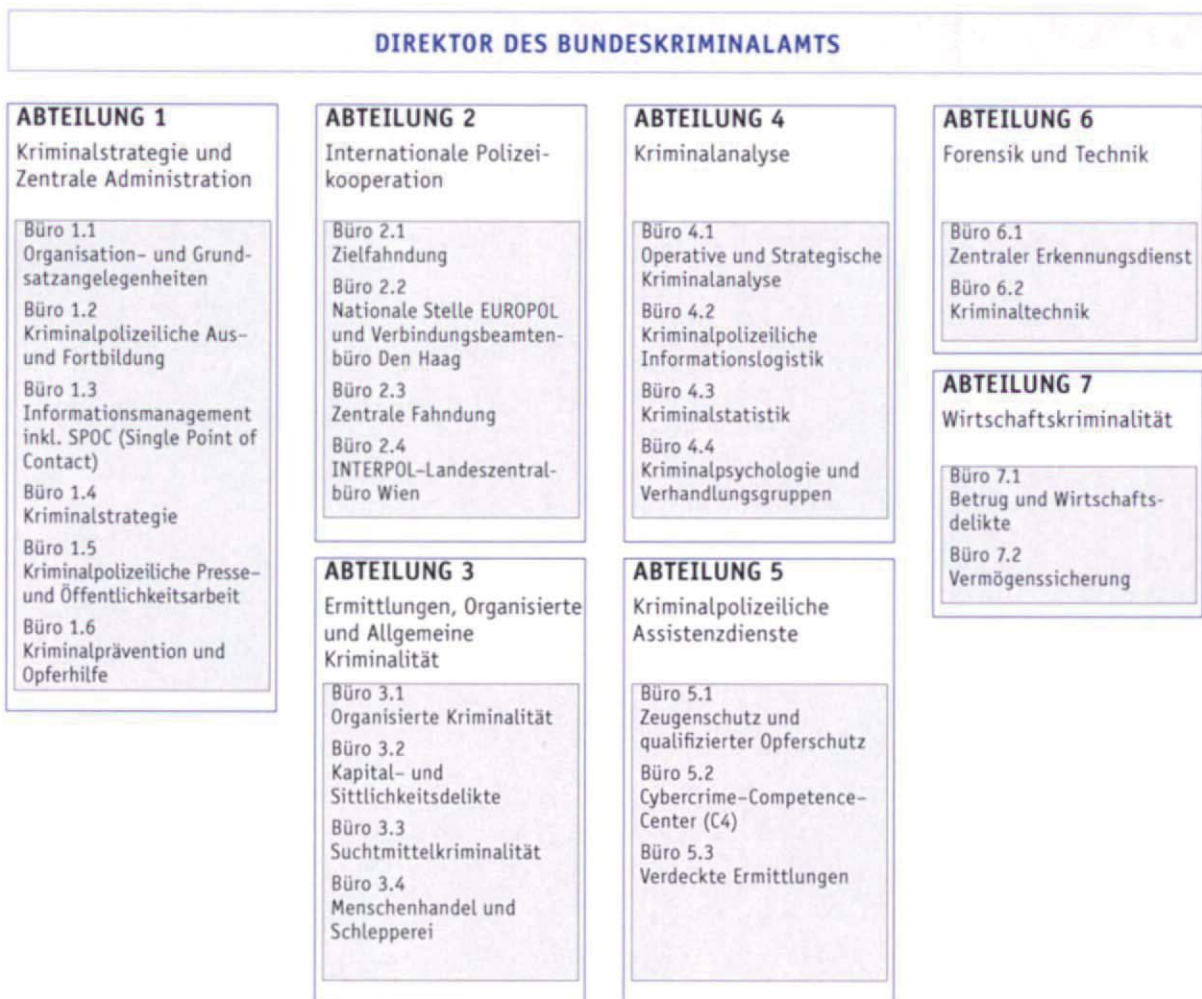 DIREKTOR DES BUNDESKRIMINALAMTS
ABTEILUNG 1
Kriminalstrategie und
Zentrale Administration
Büro 1.1
Organisation- und Grund-
satzangelegenheiten
Büro 1.2
Kriminalpolizeiliche Aus-
und Fortbildung
Büro 1.3
Informationsmanagement
inkl. SPOC (Single Point of
Contact)
Büro 1.4
Kriminalstrategie
Büro 1.5
Kriminalpolizeiliche Presse-
und Öffentlichkeitsarbeit
Büro 1.6
Kriminalprävention und
Opferhilfe
ABTEILUNG 2
Internationale Polizei-
kooperation
Büro 2.1
Zielfahndung
Büro 2.2
Nationale Stelle EUROPOL
und Verbindungsbeamten-
büro Den Haag
Büro 2.3
Zentrale Fahndung
Büro 2.4
INTERPOL-Landeszentral-
büro Wien
ABTEILUNG 3
Ermittlungen, Organisierte
und Allgemeine
Kriminalität
Büro 3.1
Organisierte Kriminalität
Büro 3.2
Kapital- und
Sittlichkeitsdelikte
Büro 3.3
Suchtmittelkriminalität
Büro 3.4
Menschenhandel und
Schlepperei
ABTEILUNG 4
Kriminalanalyse
Büro 4.1
Operative und Strategische
Kriminalanalyse
Büro 4.2
Kriminalpolizeiliche
Informationslogistik
Büro 4.3
Kriminalstatistik
Büro 4.4
Kriminalpsychologie und
Verhandlungsgruppen
ABTEILUNG 5
Kriminalpolizeiliche
Assistenzdienste
Büro 5.1
Zeugenschutz und
qualifizierter Opferschutz
Büro 5.2
Cybercrime-Competence-
Center (C4)
Büro 5.3
Verdeckte Ermittlungen
ABTEILUNG 6
Forensik und Technik
Büro 6.1
Zentraler Erkennungsdienst
Büro 6.2
Kriminaltechnik
ABTEILUNG 7
Wirtschaftskriminalität
Büro 7.1
Betrug und Wirtschafts-
delikte
Büro 7.2
Vermögenssicherung